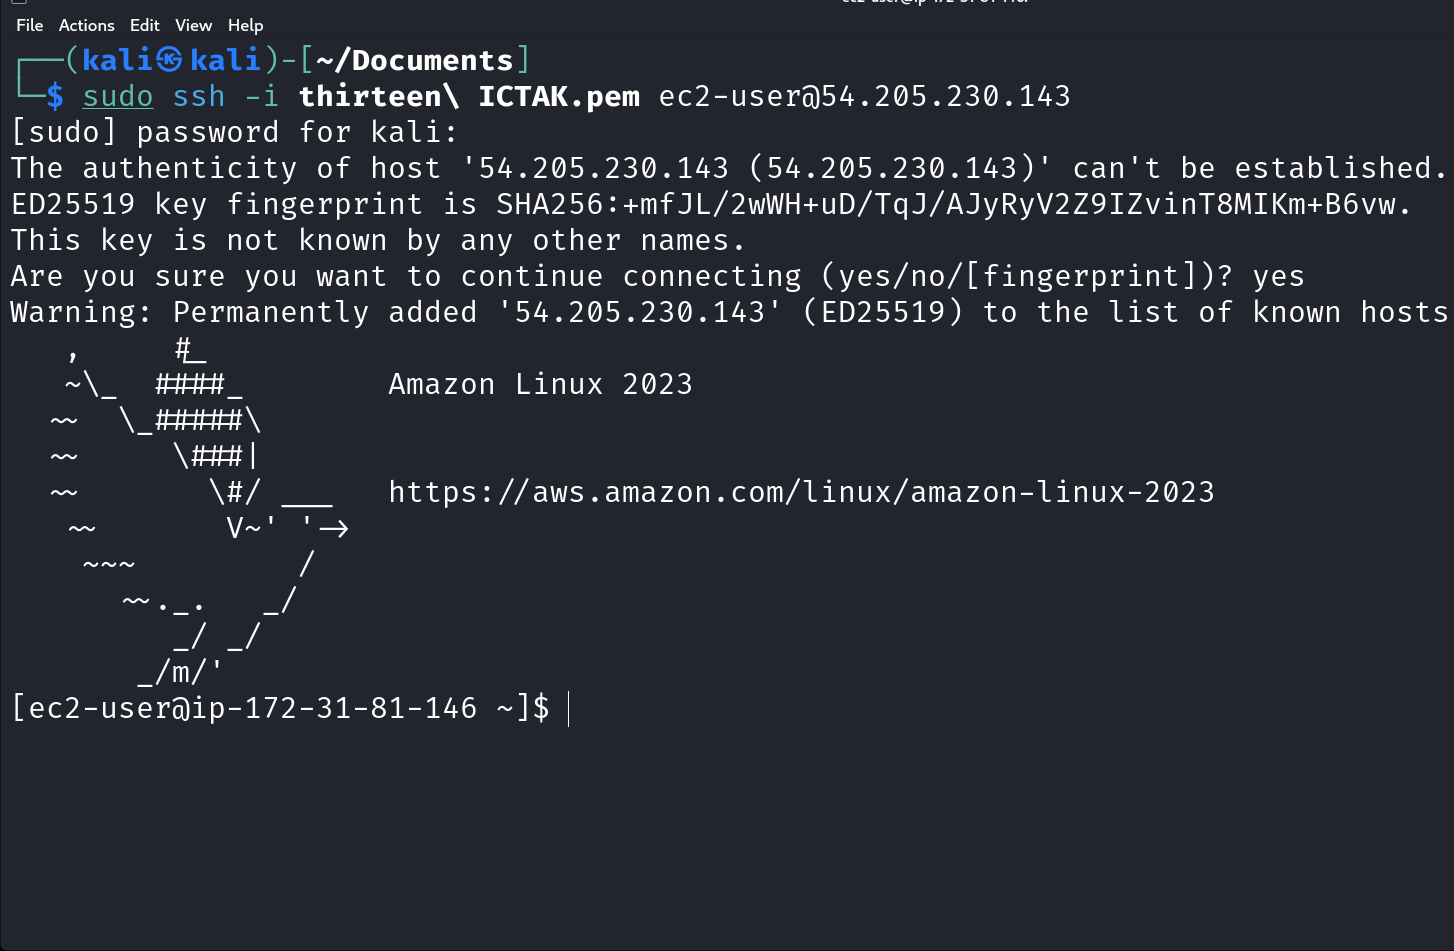 File Actions Edit View Help
┌──(kali㉿kali)-[~/Documents]
└─$ sudo ssh -i thirteen\ ICTAK.pem ec2-user@54.205.230.143
[sudo] password for kali:
The authenticity of host '54.205.230.143 (54.205.230.143)' can't be established.
ED25519 key fingerprint is SHA256:+mfJL/2wWH+uD/TqJ/AJyRyV2Z9IZvinT8MIKm+B6vw.
This key is not known by any other names.
Are you sure you want to continue connecting (yes/no/[fingerprint])? yes
Warning: Permanently added '54.205.230.143' (ED25519) to the list of known hosts
   ,     #_
   ~\_  ####_        Amazon Linux 2023
  ~~  \_#####\
  ~~     \###|
  ~~       \#/ ___   https://aws.amazon.com/linux/amazon-linux-2023
   ~~       V~' '->
    ~~~         /
      ~~._.   _/
         _/ _/
       _/m/'
[ec2-user@ip-172-31-81-146 ~]$